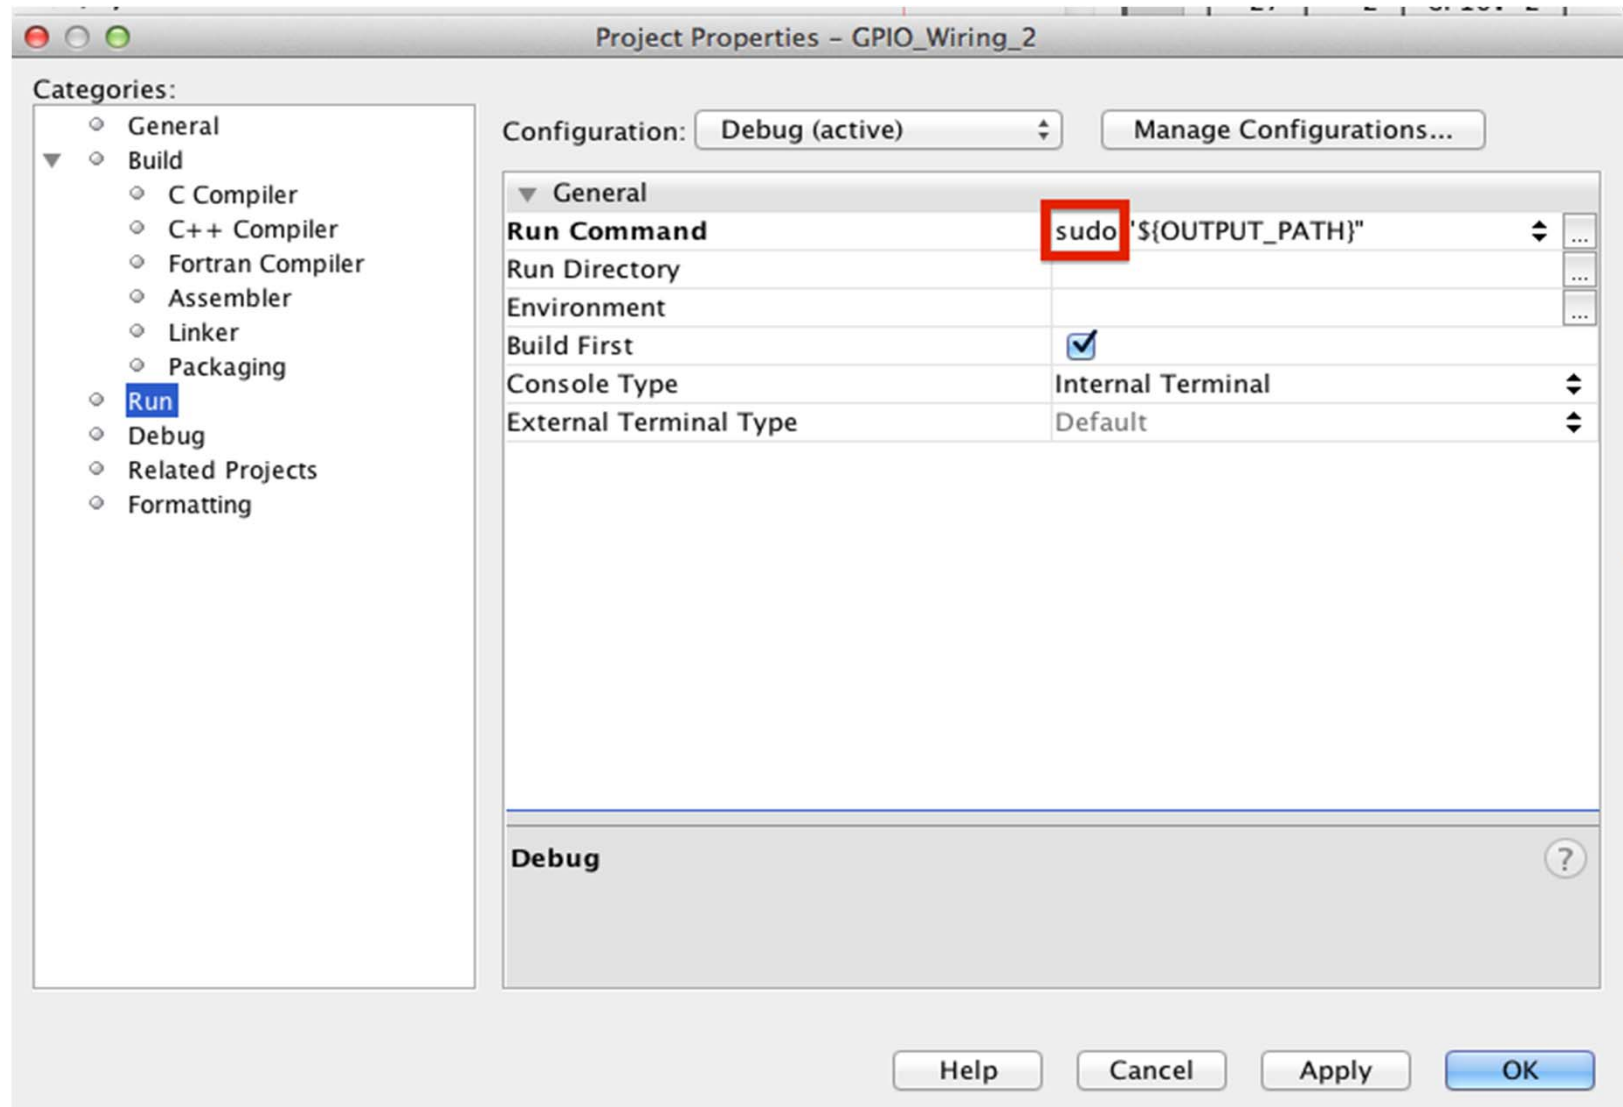 Project Properties – GPIO_Wiring_2
Categories:
General
Build
C Compiler
C++ Compiler
Fortran Compiler
Assembler
Linker
Packaging
Run
Debug
Related Projects
Formatting
Configuration: Debug (active) Manage Configurations...
General
Run Command sudo "${OUTPUT_PATH}" ...
Run Directory ...
Environment ...
Build First
Console Type Internal Terminal
External Terminal Type Default
Debug
?
Help Cancel Apply OK